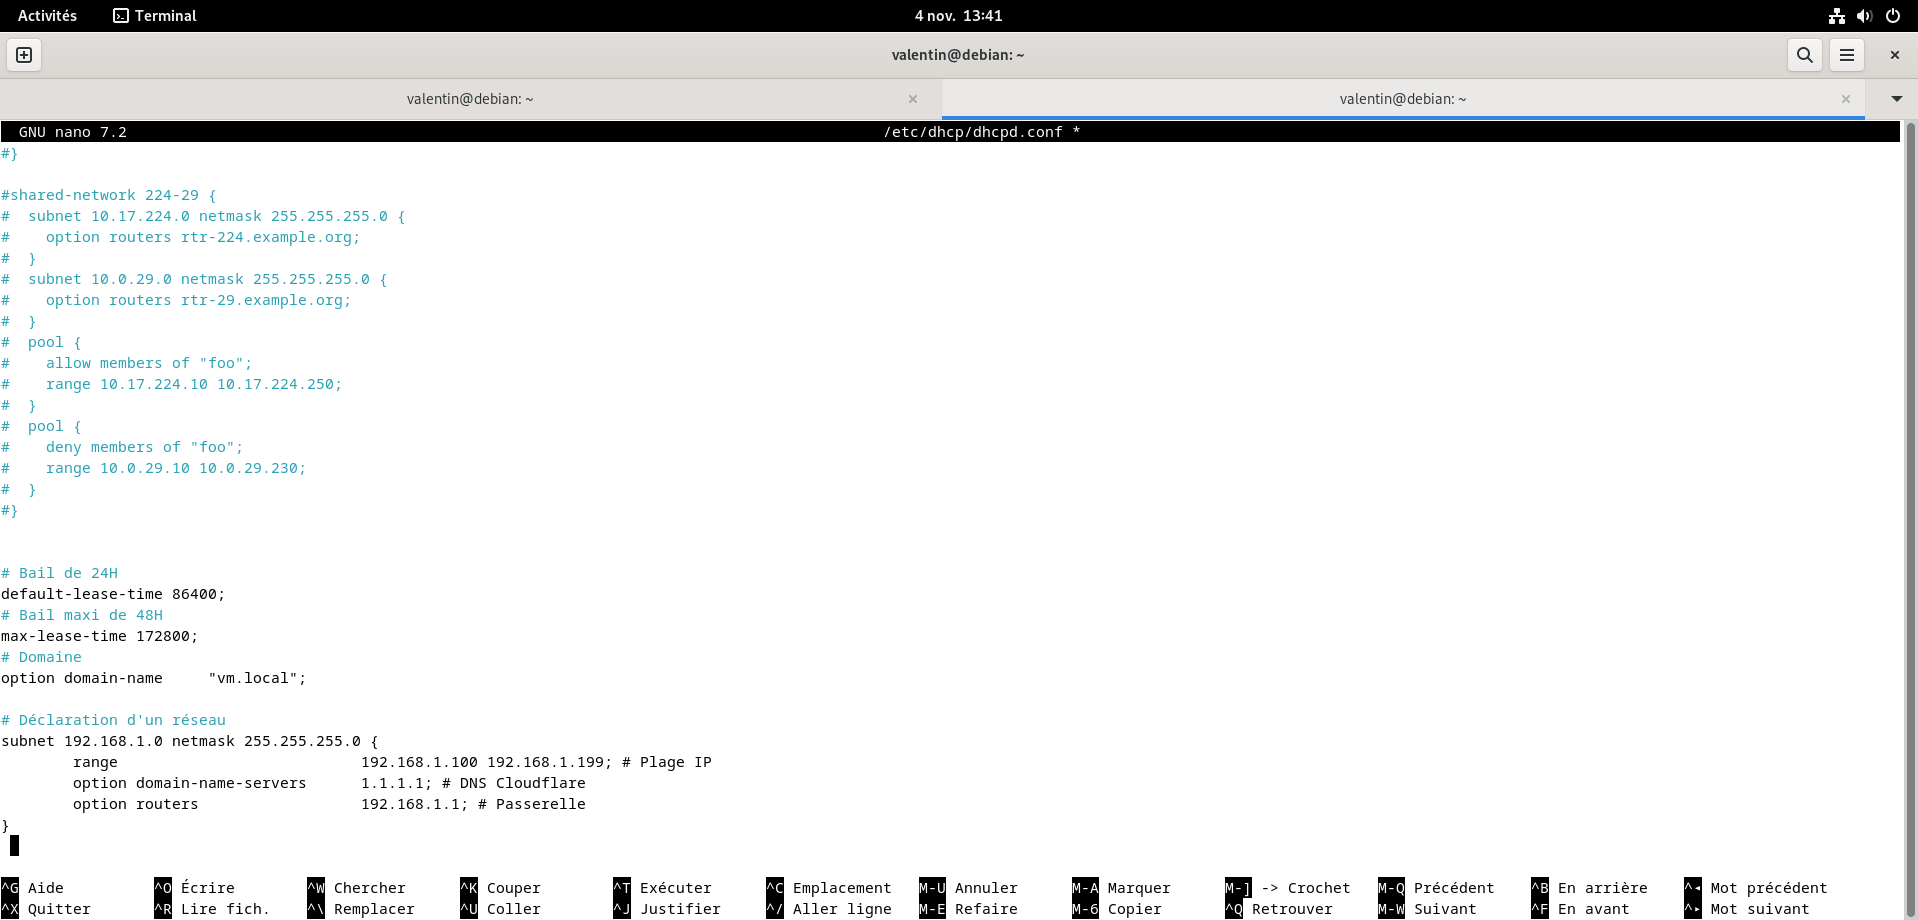 Activités Terminal 4 nov. 13:41
valentin@debian: ~
valentin@debian: ~ × valentin@debian: ~ ×
GNU nano 7.2 /etc/dhcp/dhcpd.conf *
#}

#shared-network 224-29 {
#  subnet 10.17.224.0 netmask 255.255.255.0 {
#    option routers rtr-224.example.org;
#  }
#  subnet 10.0.29.0 netmask 255.255.255.0 {
#    option routers rtr-29.example.org;
#  }
#  pool {
#    allow members of "foo";
#    range 10.17.224.10 10.17.224.250;
#  }
#  pool {
#    deny members of "foo";
#    range 10.0.29.10 10.0.29.230;
#  }
#}

# Bail de 24H
default-lease-time 86400;
# Bail maxi de 48H
max-lease-time 172800;
# Domaine
option domain-name     "vm.local";

# Déclaration d'un réseau
subnet 192.168.1.0 netmask 255.255.255.0 {
        range                           192.168.1.100 192.168.1.199; # Plage IP
        option domain-name-servers      1.1.1.1; # DNS Cloudflare
        option routers                  192.168.1.1; # Passerelle
}

^G Aide ^O Écrire ^W Chercher ^K Couper ^T Exécuter ^C Emplacement M-U Annuler M-A Marquer M-] -> Crochet M-Q Précédent ^B En arrière ^◂ Mot précédent
^X Quitter ^R Lire fich. ^\ Remplacer ^U Coller ^J Justifier ^/ Aller ligne M-E Refaire M-6 Copier ^Q Retrouver M-W Suivant ^F En avant ^▸ Mot suivant